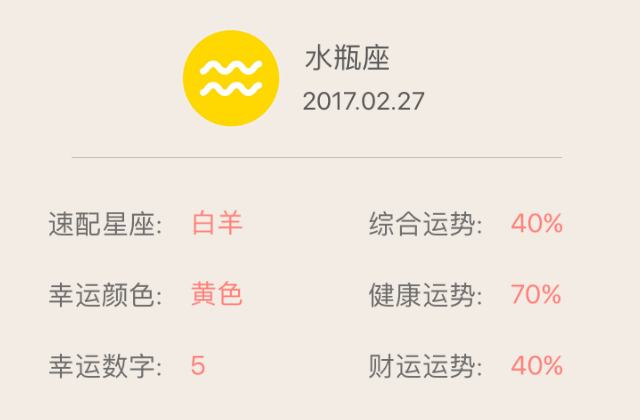 水瓶座
2017.02.27
速配星座: 白羊 综合运势: 40%
幸运颜色: 黄色 健康运势: 70%
幸运数字: 5 财运运势: 40%